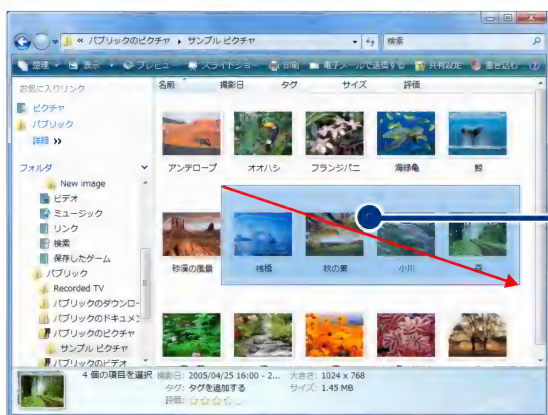 « パブリックのピクチャ ▸ サンプル ピクチャ
検索
整理 表示 プレビュー スライドショー 印刷 電子メールで送信する 共有 書き込む
お気に入りリンク
ピクチャ
パブリック
詳細 »
フォルダ
New image
ビデオ
ミュージック
リンク
検索
保存したゲーム
パブリック
Recorded TV
パブリックのダウンロ-
パブリックのドキュメ
パブリックのピクチャ
サンプル ピクチャ
パブリックのビデオ
名前 撮影日 タグ サイズ 評価
アンテロープ オオハシ フランジパニ 海緑亀 鯨
砂漠の風景 桟橋 秋の巣 小川 森
4 個の項目を選択 撮影日: 2005/04/25 16:00 - 2... 大きさ: 1024 x 768
タグ: タグを追加する サイズ: 1.45 MB
評価: